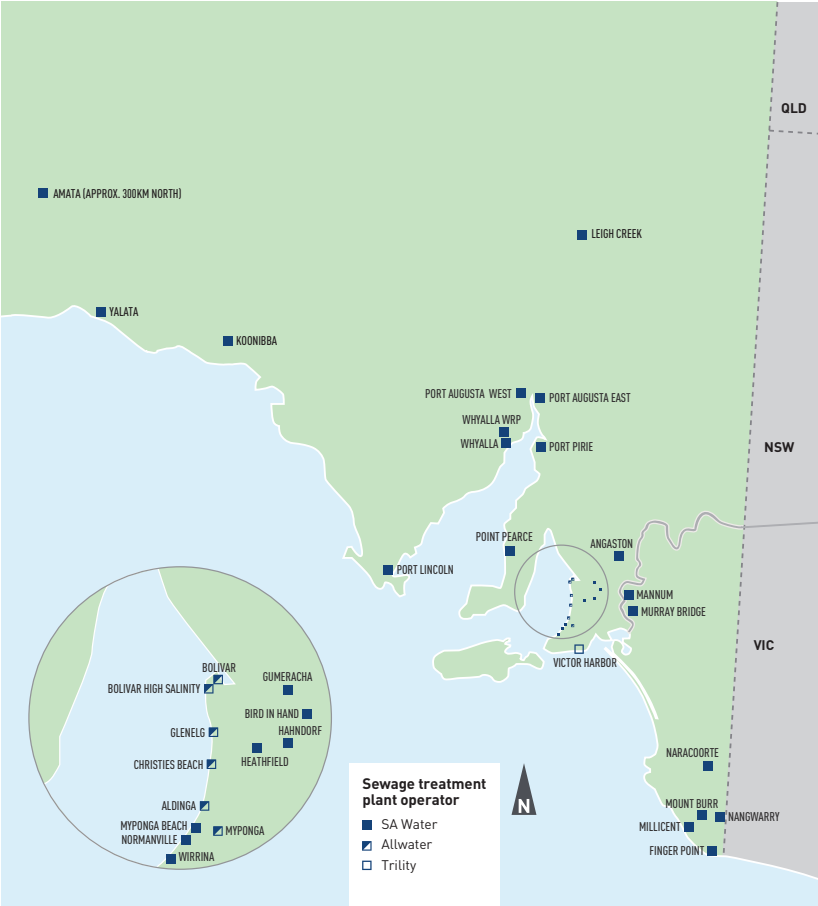 QLD
AMATA (APPROX. 300KM NORTH)
LEIGH CREEK
YALATA
KOONIBBA
PORT AUGUSTA WEST
PORT AUGUSTA EAST
WHYALLA WRP
WHYALLA
PORT PIRIE
NSW
POINT PEARCE
ANGASTON
PORT LINCOLN
MANNUM
MURRAY BRIDGE
VIC
VICTOR HARBOR
BOLIVAR
GUMERACHA
BOLIVAR HIGH SALINITY
BIRD IN HAND
GLENELG
HAHNDORF
HEATHFIELD
CHRISTIES BEACH
ALDINGA
MYPONGA BEACH
MYPONGA
NORMANVILLE
WIRRINA
NARACOORTE
MOUNT BURR
NANGWARRY
MILLICENT
FINGER POINT
Sewage treatment
plant operator
SA Water
Allwater
Trility
N